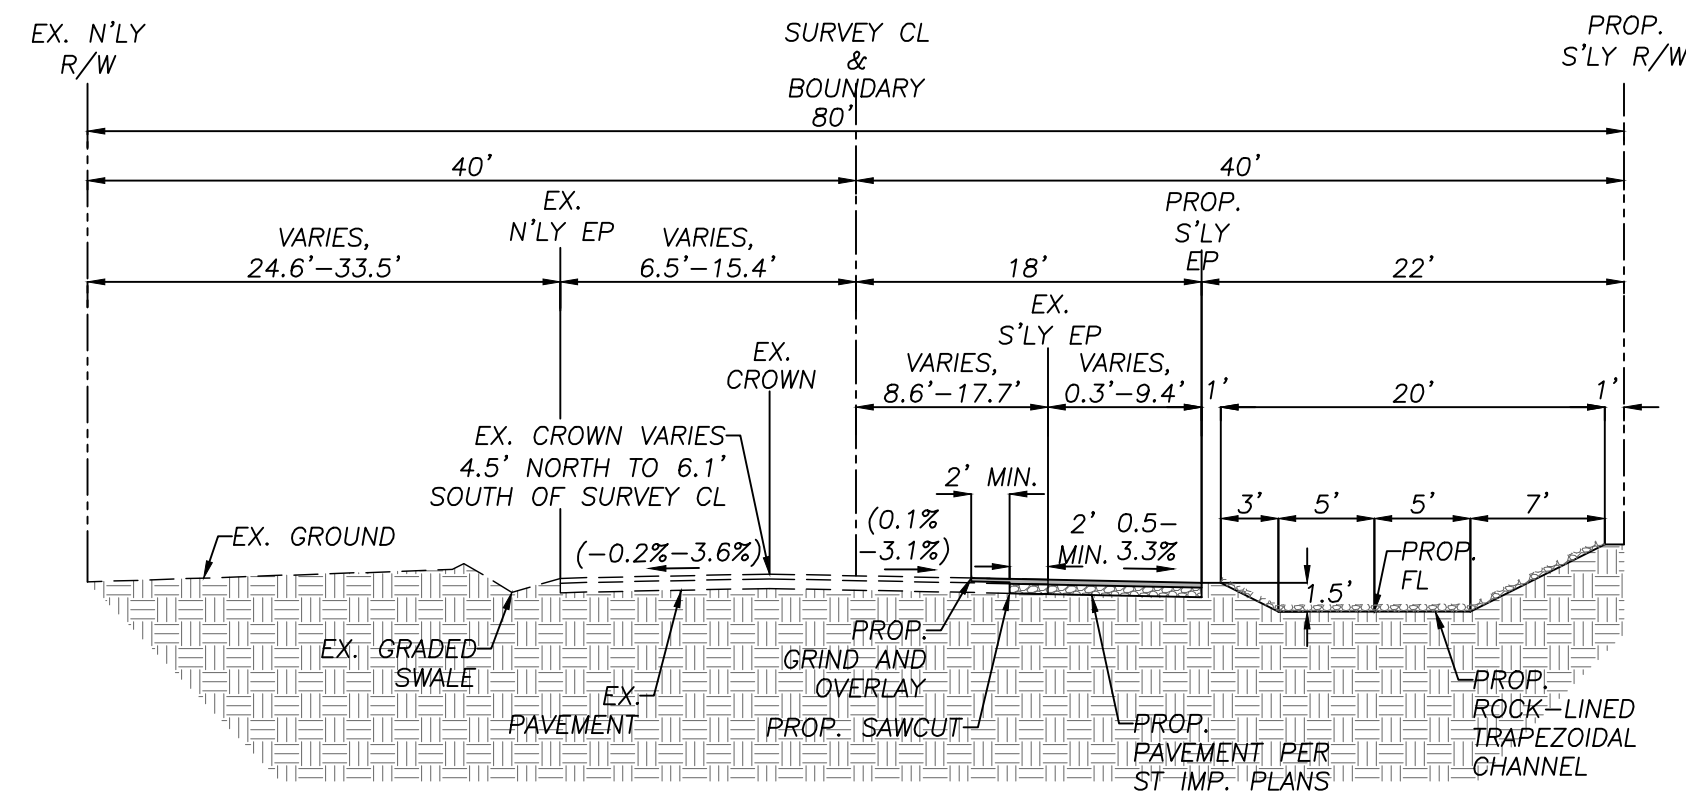 EX. N'LY
R/W
SURVEY CL
&
BOUNDARY
PROP.
S'LY R/W
80'
40'
40'
EX.
N'LY EP
PROP.
S'LY
EP
VARIES,
24.6'-33.5'
VARIES,
6.5'-15.4'
18'
22'
EX.
S'LY EP
EX.
CROWN
VARIES,
8.6'-17.7'
VARIES,
0.3'-9.4'
1'
20'
1'
EX. CROWN VARIES
4.5' NORTH TO 6.1'
SOUTH OF SURVEY CL
2' MIN.
3'
5'
5'
7'
EX. GROUND
(-0.2%-3.6%)
(0.1%
-3.1%)
2'
MIN.
0.5-
3.3%
PROP.
FL
1.5'
EX. GRADED
SWALE
EX.
PAVEMENT
PROP.
GRIND AND
OVERLAY
PROP. SAWCUT
PROP.
PAVEMENT PER
ST IMP. PLANS
PROP.
ROCK-LINED
TRAPEZOIDAL
CHANNEL